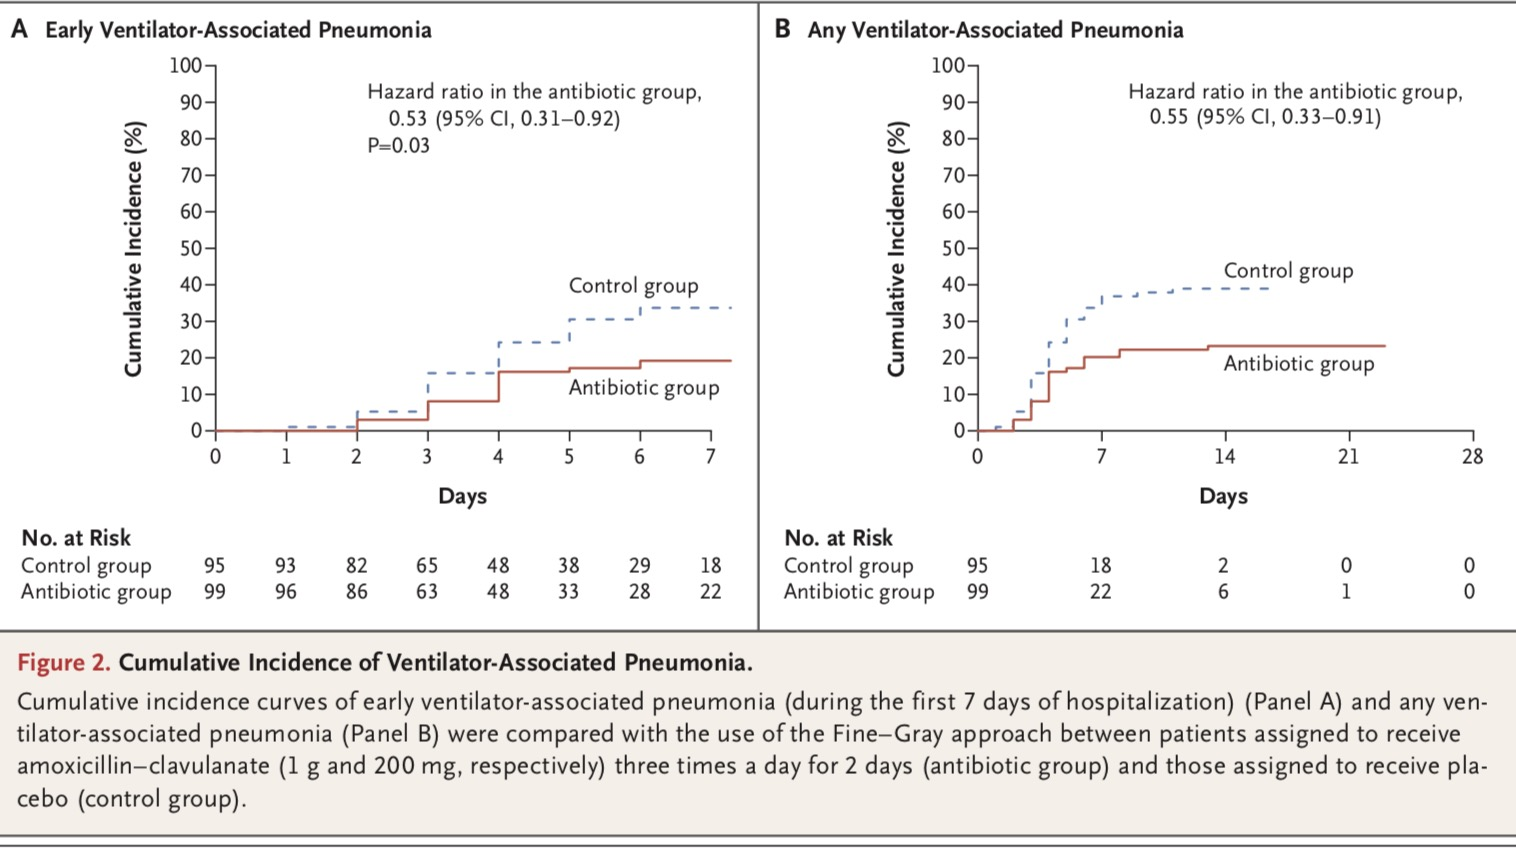 A Early Ventilator-Associated Pneumonia
100
90
80
70
60
50
40
30
20
10
0
Cumulative Incidence (%)
Hazard ratio in the antibiotic group,
0.53 (95% CI, 0.31–0.92)
P=0.03
Control group
Antibiotic group
0 1 2 3 4 5 6 7
Days
No. at Risk
Control group 95 93 82 65 48 38 29 18
Antibiotic group 99 96 86 63 48 33 28 22
B Any Ventilator-Associated Pneumonia
100
90
80
70
60
50
40
30
20
10
0
Cumulative Incidence (%)
Hazard ratio in the antibiotic group,
0.55 (95% CI, 0.33–0.91)
Control group
Antibiotic group
0 7 14 21 28
Days
No. at Risk
Control group 95 18 2 0 0
Antibiotic group 99 22 6 1 0
Figure 2. Cumulative Incidence of Ventilator-Associated Pneumonia.
Cumulative incidence curves of early ventilator-associated pneumonia (during the first 7 days of hospitalization) (Panel A) and any ven-
tilator-associated pneumonia (Panel B) were compared with the use of the Fine–Gray approach between patients assigned to receive
amoxicillin–clavulanate (1 g and 200 mg, respectively) three times a day for 2 days (antibiotic group) and those assigned to receive pla-
cebo (control group).